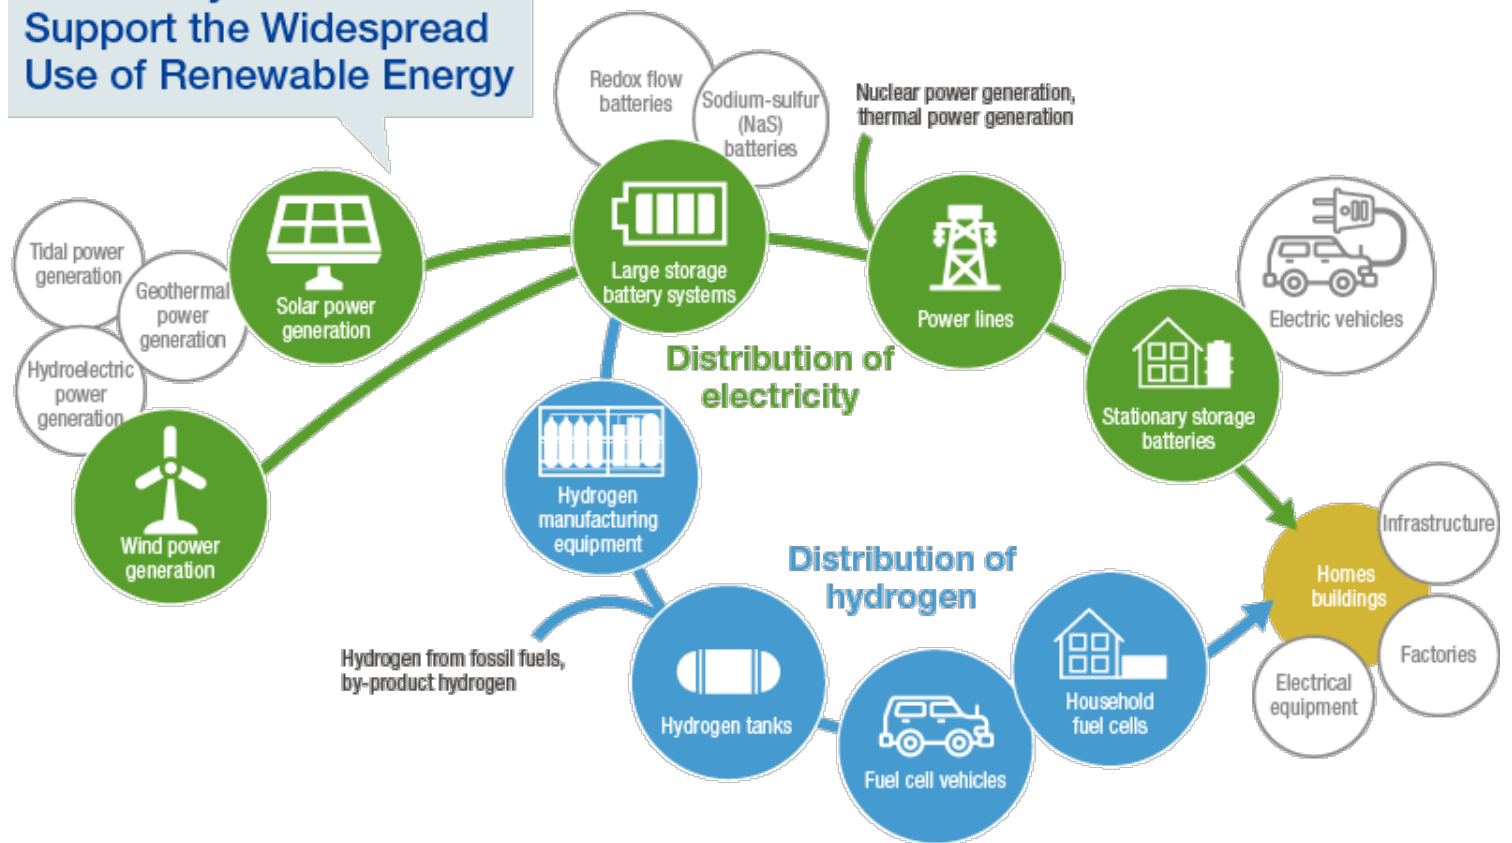 Support the Widespread
Use of Renewable Energy
Redox flow
batteries
Sodium-sulfur
(NaS)
batteries
Nuclear power generation,
thermal power generation
Tidal power
generation
Geothermal
power
generation
Hydroelectric
power
generation
Solar power
generation
Wind power
generation
Large storage
battery systems
Power lines
Electric vehicles
Stationary storage
batteries
Distribution of
electricity
Hydrogen
manufacturing
equipment
Distribution of
hydrogen
Hydrogen from fossil fuels,
by-product hydrogen
Hydrogen tanks
Fuel cell vehicles
Household
fuel cells
Homes
buildings
Infrastructure
Factories
Electrical
equipment